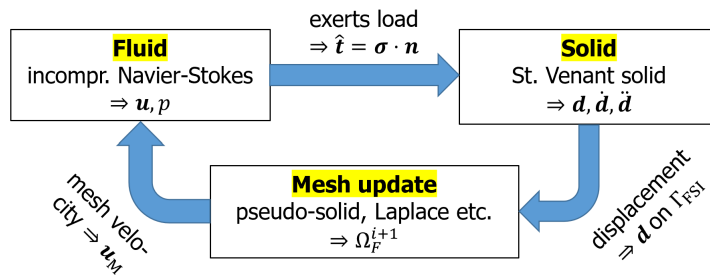 exerts load
⇒ t̂ = σ · n
Fluid
incompr. Navier-Stokes
⇒ u, p
Solid
St. Venant solid
⇒ d, ḋ, d̈
Mesh update
pseudo-solid, Laplace etc.
⇒ Ω_F^{i+1}
displacement
⇒ d on Γ_FSI
mesh velo-
city ⇒ u_M